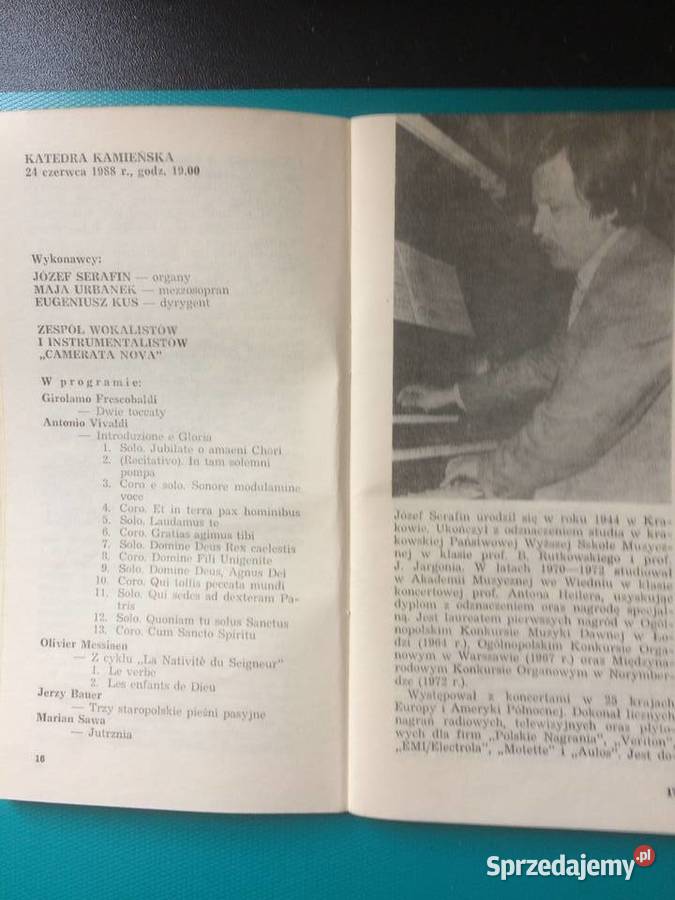 KATEDRA KAMIEŃSKA
24 czerwca 1988 r., godz. 19.00
Wykonawcy:
JÓZEF SERAFIN — organy
MAJA URBANEK — mezzosopran
EUGENIUSZ KUS — dyrygent
ZESPÓŁ WOKALISTÓW
I INSTRUMENTALISTÓW
„CAMERATA NOVA”
W programie:
Girolamo Frescobaldi
— Dwie toccaty
Antonio Vivaldi
— Introduzione e Gloria
1. Solo. Jubilate o amaeni Chori
2. (Recitativo). In tam solemni
pompa
3. Coro e solo. Sonore modulamine
voce
4. Coro. Et in terra pax hominibus
5. Solo. Laudamus te
6. Coro. Gratias agimus tibi
7. Solo. Domine Deus Rex caelestis
8. Coro. Domine Fili Unigenite
9. Solo. Domine Deus, Agnus Dei
10. Coro. Qui tollis peccata mundi
11. Solo. Qui sedes ad dexteram Pa-
tris
12. Solo. Quoniam tu solus Sanctus
13. Coro. Cum Sancto Spiritu
Olivier Messiaen
— Z cyklu „La Nativitè du Seigneur”
1. Le verbe
2. Les enfants de Dieu
Jerzy Bauer
— Trzy staropolskie pieśni pasyjne
Marian Sawa
— Jutrznia
16
Józef Serafin urodził się w roku 1944 w Kra-
kowie. Ukończył z odznaczeniem studia w kra-
kowskiej Państwowej Wyższej Szkole Muzycz-
nej w klasie prof. B. Rutkowskiego i prof.
J. Jargonia. W latach 1970—1972 studiował
w Akademii Muzycznej we Wiedniu w klasie
koncertowej prof. Antona Heilera, uzyskując
dyplom z odznaczeniem oraz nagrodę specjal-
ną. Jest laureatem pierwszych nagród w Ogól-
nopolskim Konkursie Muzyki Dawnej w Ło-
dzi (1964 r.), Ogólnopolskim Konkursie Orga-
nowym w Warszawie (1967 r.) oraz Międzyna-
rodowym Konkursie Organowym w Norymber-
dze (1972 r.).
Występował z koncertami w 25 krajach
Europy i Ameryki Północnej. Dokonał licznych
nagrań radiowych, telewizyjnych oraz płyto-
wych dla firm „Polskie Nagrania”, „Veriton”,
„EMI/Electrola”, „Motette” i „Aulos”. Jest do-
Sprzedajemy.pl